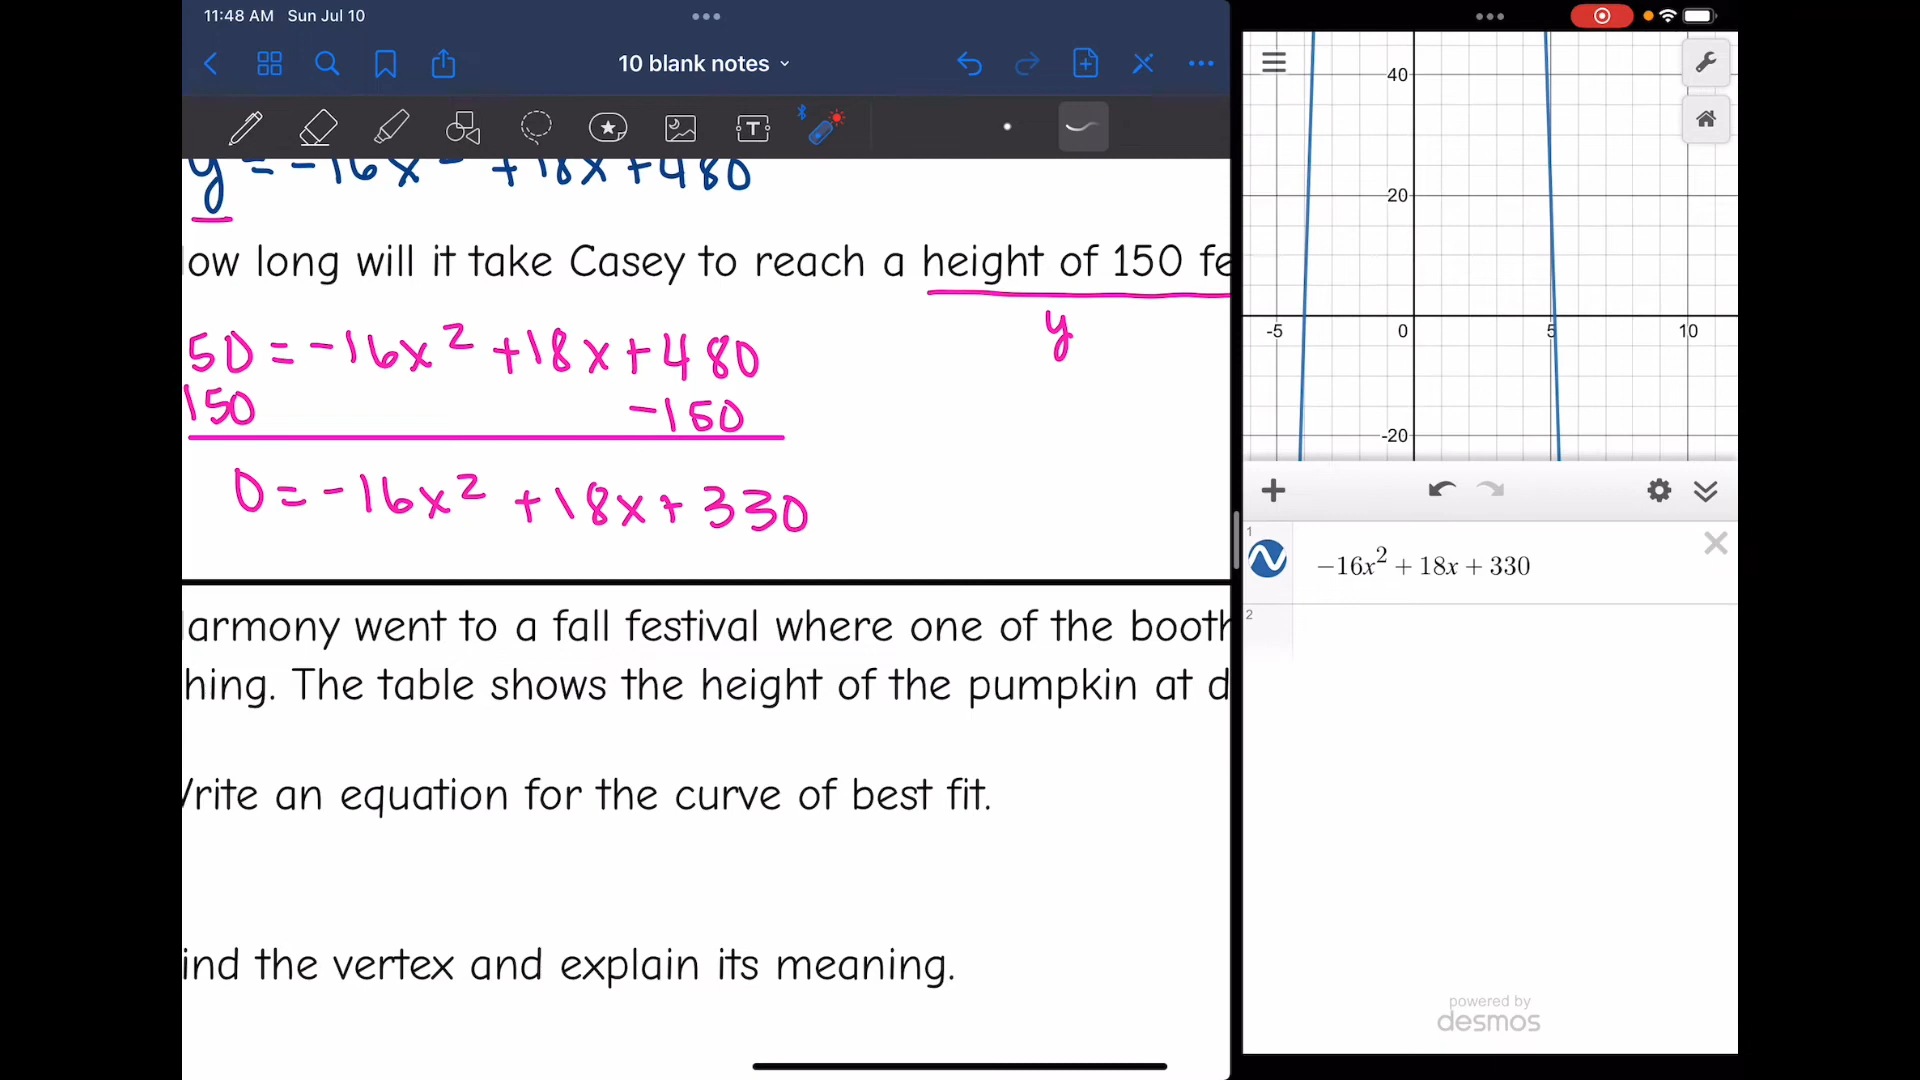 11:48 AM Sun Jul 10
10 blank notes
y = -16x² +18x+480
ow long will it take Casey to reach a height of 150 fe
y
50 = -16x² +18x+480
150 -150
0 = -16x² +18x+330
armony went to a fall festival where one of the booth
hing. The table shows the height of the pumpkin at d
rite an equation for the curve of best fit.
ind the vertex and explain its meaning.
40
20
-5 0 5 10
-20
1
−16x² + 18x + 330
2
powered by
desmos